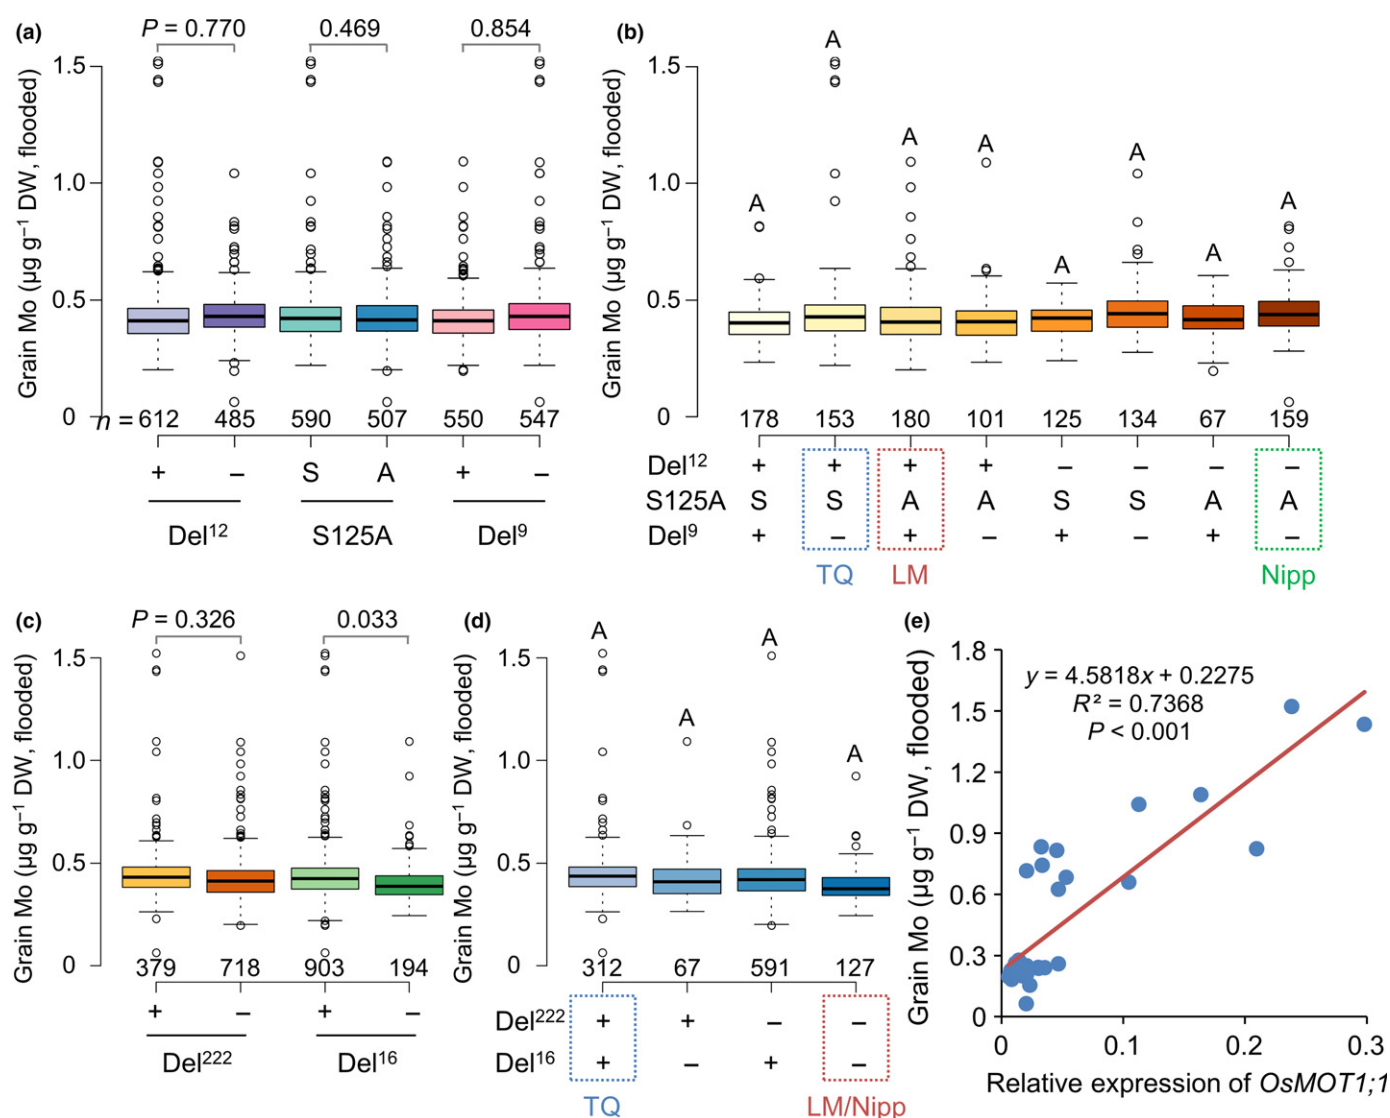 (a)
P = 0.770
0.469
0.854
Grain Mo (µg g⁻¹ DW, flooded)
1.5
1.0
0.5
0
n = 612
485
590
507
550
547
+
–
S
A
+
–
Del¹²
S125A
Del⁹
(b)
Grain Mo (µg g⁻¹ DW, flooded)
1.5
1.0
0.5
0
A
A
A
A
A
A
A
A
178 153 180 101 125 134 67 159
Del¹² + + + + – – – –
S125A S S A A S S A A
Del⁹ + – + – + – + –
TQ
LM
Nipp
(c)
P = 0.326
0.033
Grain Mo (µg g⁻¹ DW, flooded)
1.5
1.0
0.5
0
379
718
903
194
+
–
+
–
Del²²²
Del¹⁶
(d)
Grain Mo (µg g⁻¹ DW, flooded)
1.5
1.0
0.5
0
A
A
A
A
312 67 591 127
Del²²² + + – –
Del¹⁶ + – + –
TQ
LM/Nipp
(e)
Grain Mo (µg g⁻¹ DW, flooded)
1.8
1.5
1.2
0.9
0.6
0.3
0
y = 4.5818x + 0.2275
R² = 0.7368
P < 0.001
0 0.1 0.2 0.3
Relative expression of OsMOT1;1